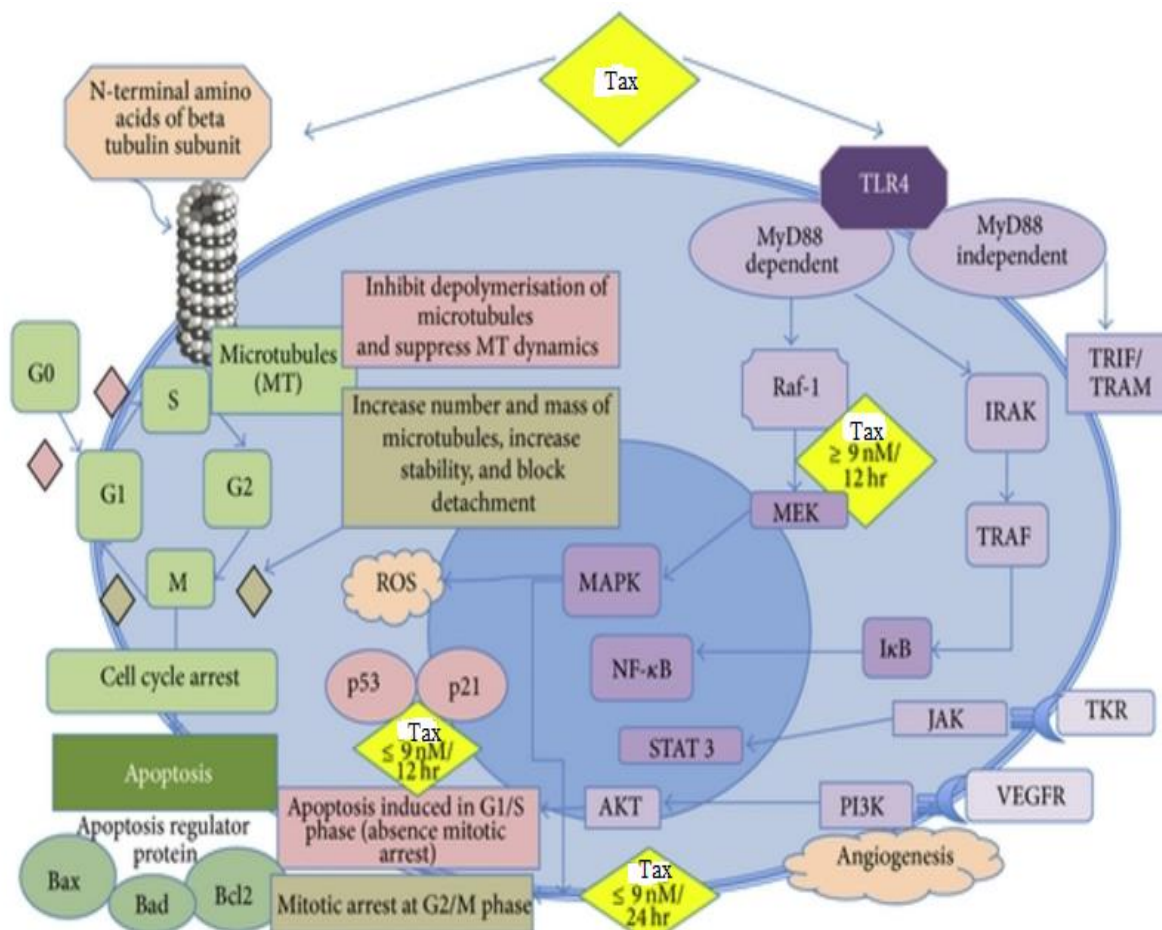 Tax
N-terminal amino
acids of beta
tubulin subunit
TLR4
MyD88
dependent
MyD88
independent
Inhibit depolymerisation of
microtubules
and suppress MT dynamics
Microtubules
(MT)
G0
S
Raf-1
TRIF/
TRAM
IRAK
Increase number and mass of
microtubules, increase
stability, and block
detachment
Tax
≧ 9 nM/
12 hr
G1
G2
MEK
TRAF
M
ROS
MAPK
IκB
NF-κB
Cell cycle arrest
p53
p21
Tax
≦ 9 nM/
12 hr
JAK
TKR
STAT 3
Apoptosis
Apoptosis induced in G1/S
phase (absence mitotic
arrest)
AKT
PI3K
VEGFR
Apoptosis regulator
protein
Angiogenesis
Bax
Bad
Bcl2
Mitotic arrest at G2/M phase
Tax
≦ 9 nM/
24 hr